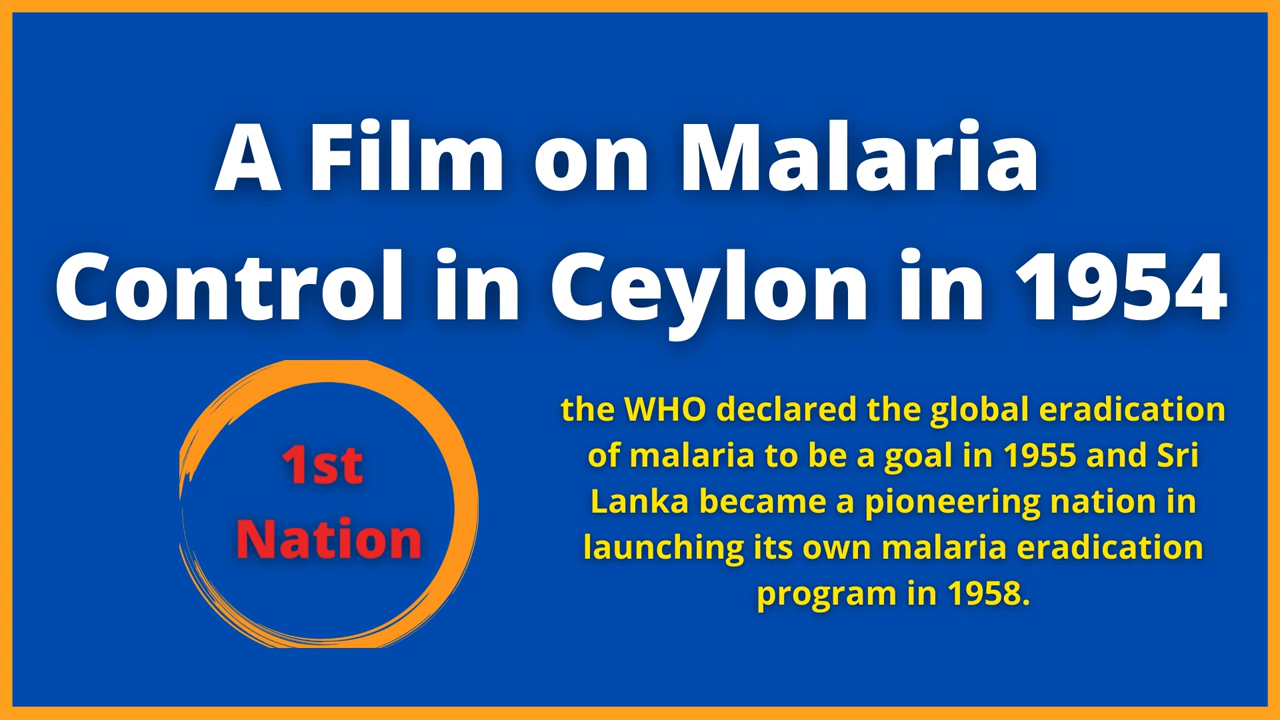 A Film on Malaria
Control in Ceylon in 1954
1st
Nation
the WHO declared the global eradication
of malaria to be a goal in 1955 and Sri
Lanka became a pioneering nation in
launching its own malaria eradication
program in 1958.